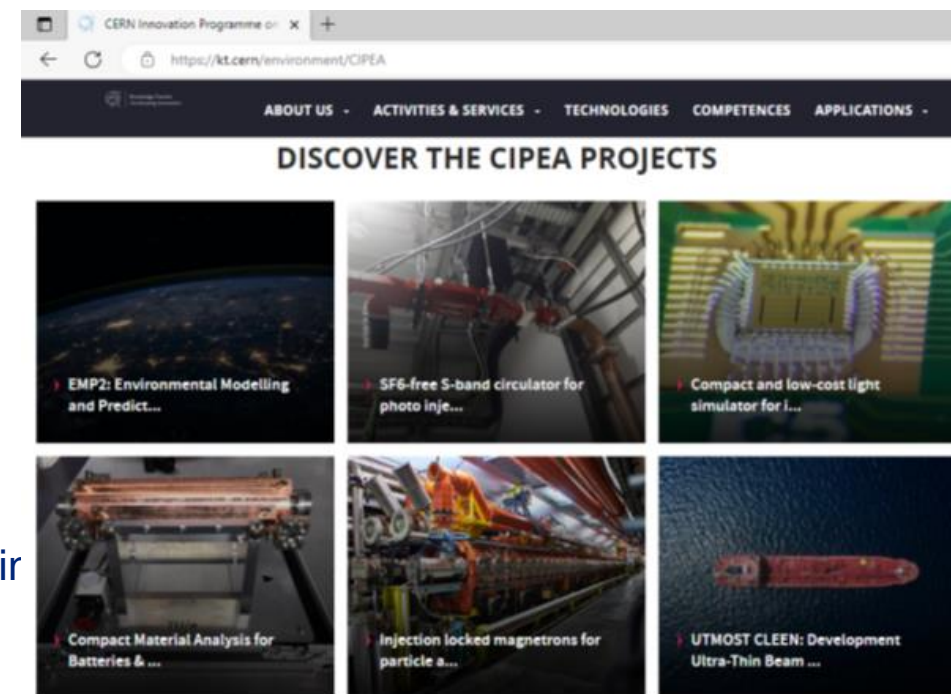 CERN Innovation Programme on
https://kt.cern/environment/CIPEA
ABOUT US - ACTIVITIES & SERVICES - TECHNOLOGIES COMPETENCES APPLICATIONS -
DISCOVER THE CIPEA PROJECTS
EMP2: Environmental Modelling
and Predict...
SF6-free S-band circulator for
photo inje...
Compact and low-cost light
simulator for i...
ir
Compact Material Analysis for
Batteries & ...
Injection locked magnetrons for
particle a...
UTMOST CLEEN: Development
Ultra-Thin Beam ...